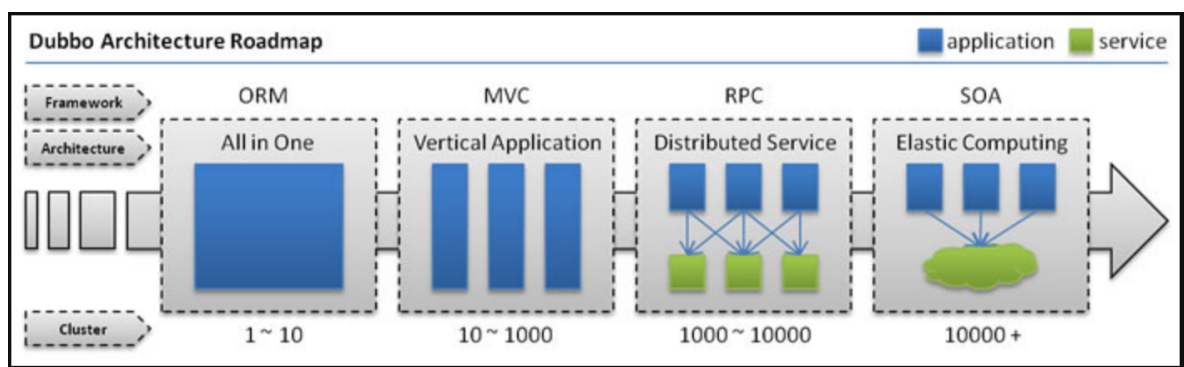 Dubbo Architecture Roadmap
application service
Framework ORM MVC RPC SOA
Architecture All in One Vertical Application Distributed Service Elastic Computing
Cluster 1 ~ 10 10 ~ 1000 1000 ~ 10000 10000 +